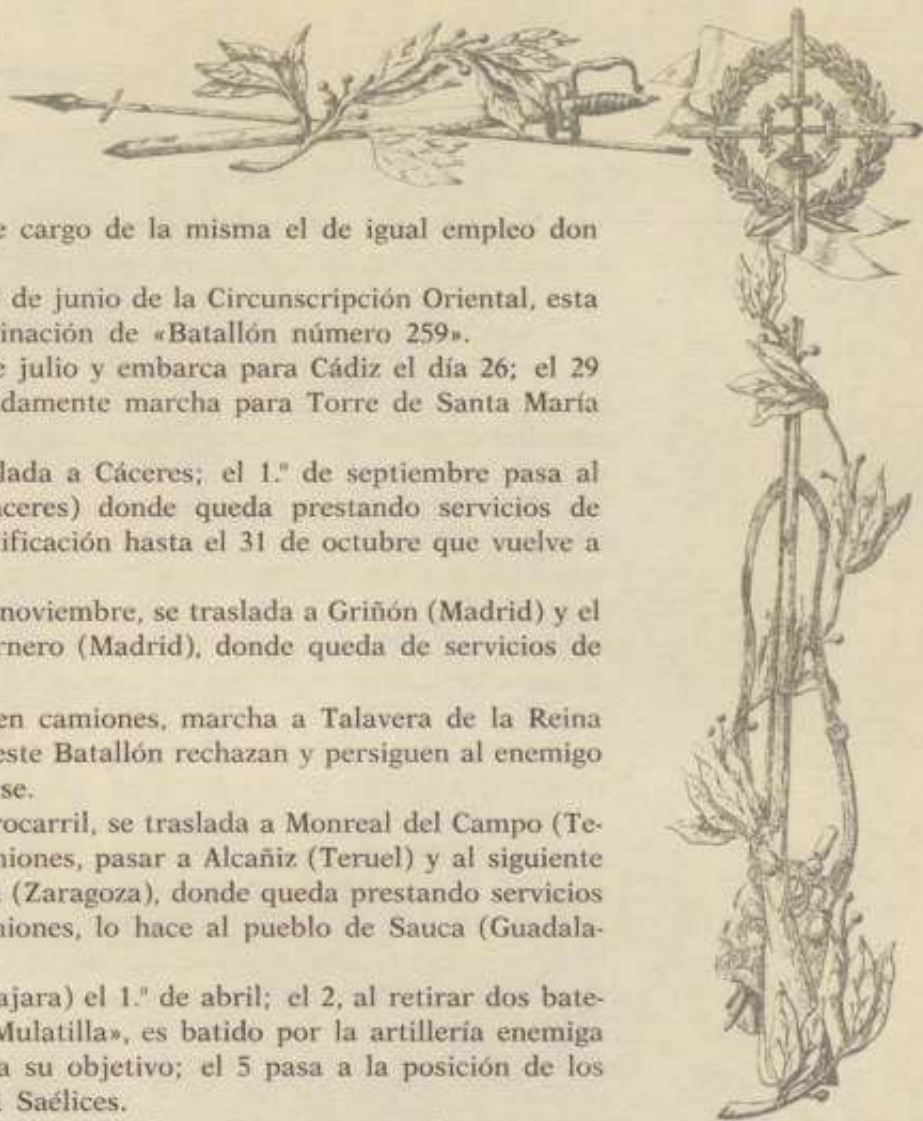 e cargo de la misma el de igual empleo don
de junio de la Circunscripción Oriental, esta
inación de «Batallón número 259».
e julio y embarca para Cádiz el día 26; el 29
damente marcha para Torre de Santa María
lada a Cáceres; el 1.º de septiembre pasa al
áceres) donde queda prestando servicios de
tificación hasta el 31 de octubre que vuelve a
noviembre, se traslada a Griñón (Madrid) y el
rnero (Madrid), donde queda de servicios de
en camiones, marcha a Talavera de la Reina
este Batallón rechazan y persiguen al enemigo
se.
rocarril, se traslada a Monreal del Campo (Te-
niones, pasar a Alcañiz (Teruel) y al siguiente
(Zaragoza), donde queda prestando servicios
niones, lo hace al pueblo de Sauca (Guadala-
ajara) el 1.º de abril; el 2, al retirar dos bate-
Mulatilla», es batido por la artillería enemiga
a su objetivo; el 5 pasa a la posición de los
i Saélices.